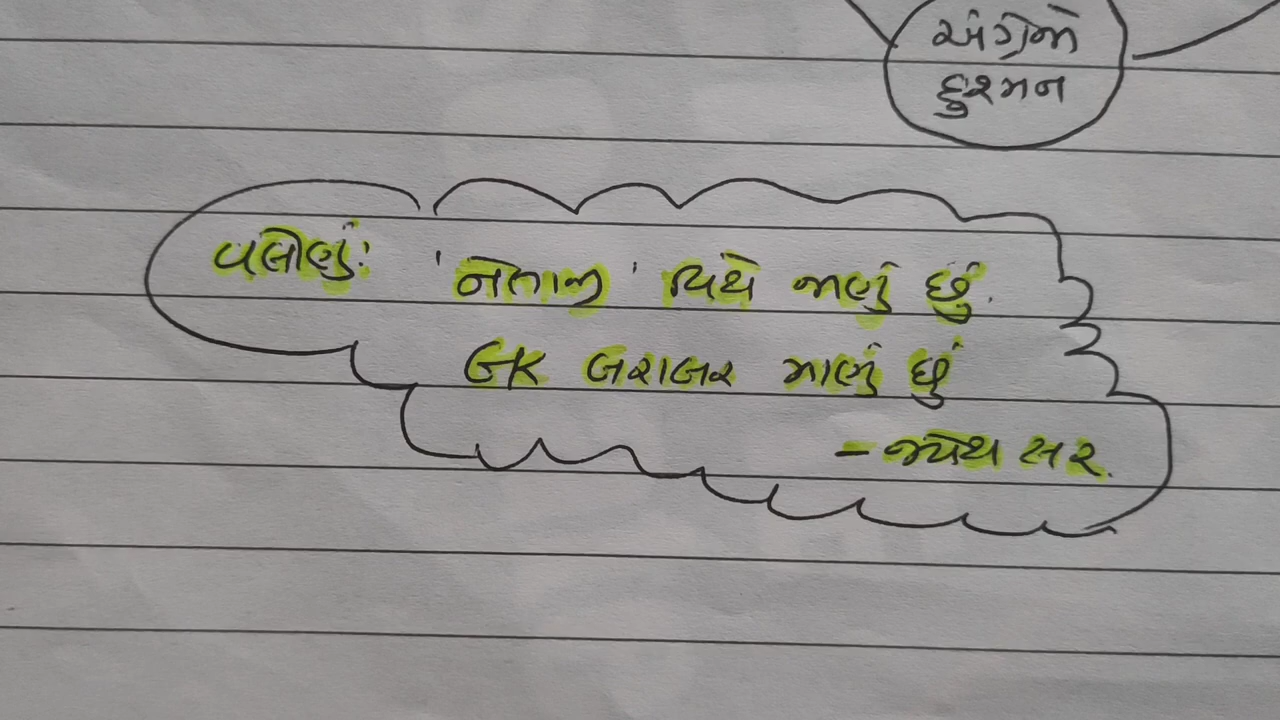 અંગ્રેજો
દુશ્મન
વલોણું: 'નેતાજી' વિષે જાણું છું.
GK બરાબર માણું છું
- જયેશ સર.